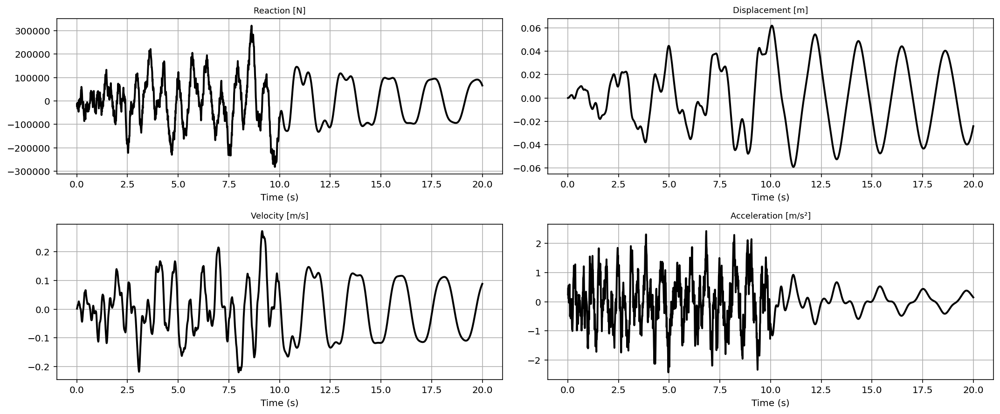 Reaction [N]
300000
200000
100000
0
−100000
−200000
−300000
0.0 2.5 5.0 7.5 10.0 12.5 15.0 17.5 20.0
Time (s)
Displacement [m]
0.06
0.04
0.02
0.00
−0.02
−0.04
−0.06
0.0 2.5 5.0 7.5 10.0 12.5 15.0 17.5 20.0
Time (s)
Velocity [m/s]
0.2
0.1
0.0
−0.1
−0.2
0.0 2.5 5.0 7.5 10.0 12.5 15.0 17.5 20.0
Time (s)
Acceleration [m/s²]
2
1
0
−1
−2
0.0 2.5 5.0 7.5 10.0 12.5 15.0 17.5 20.0
Time (s)